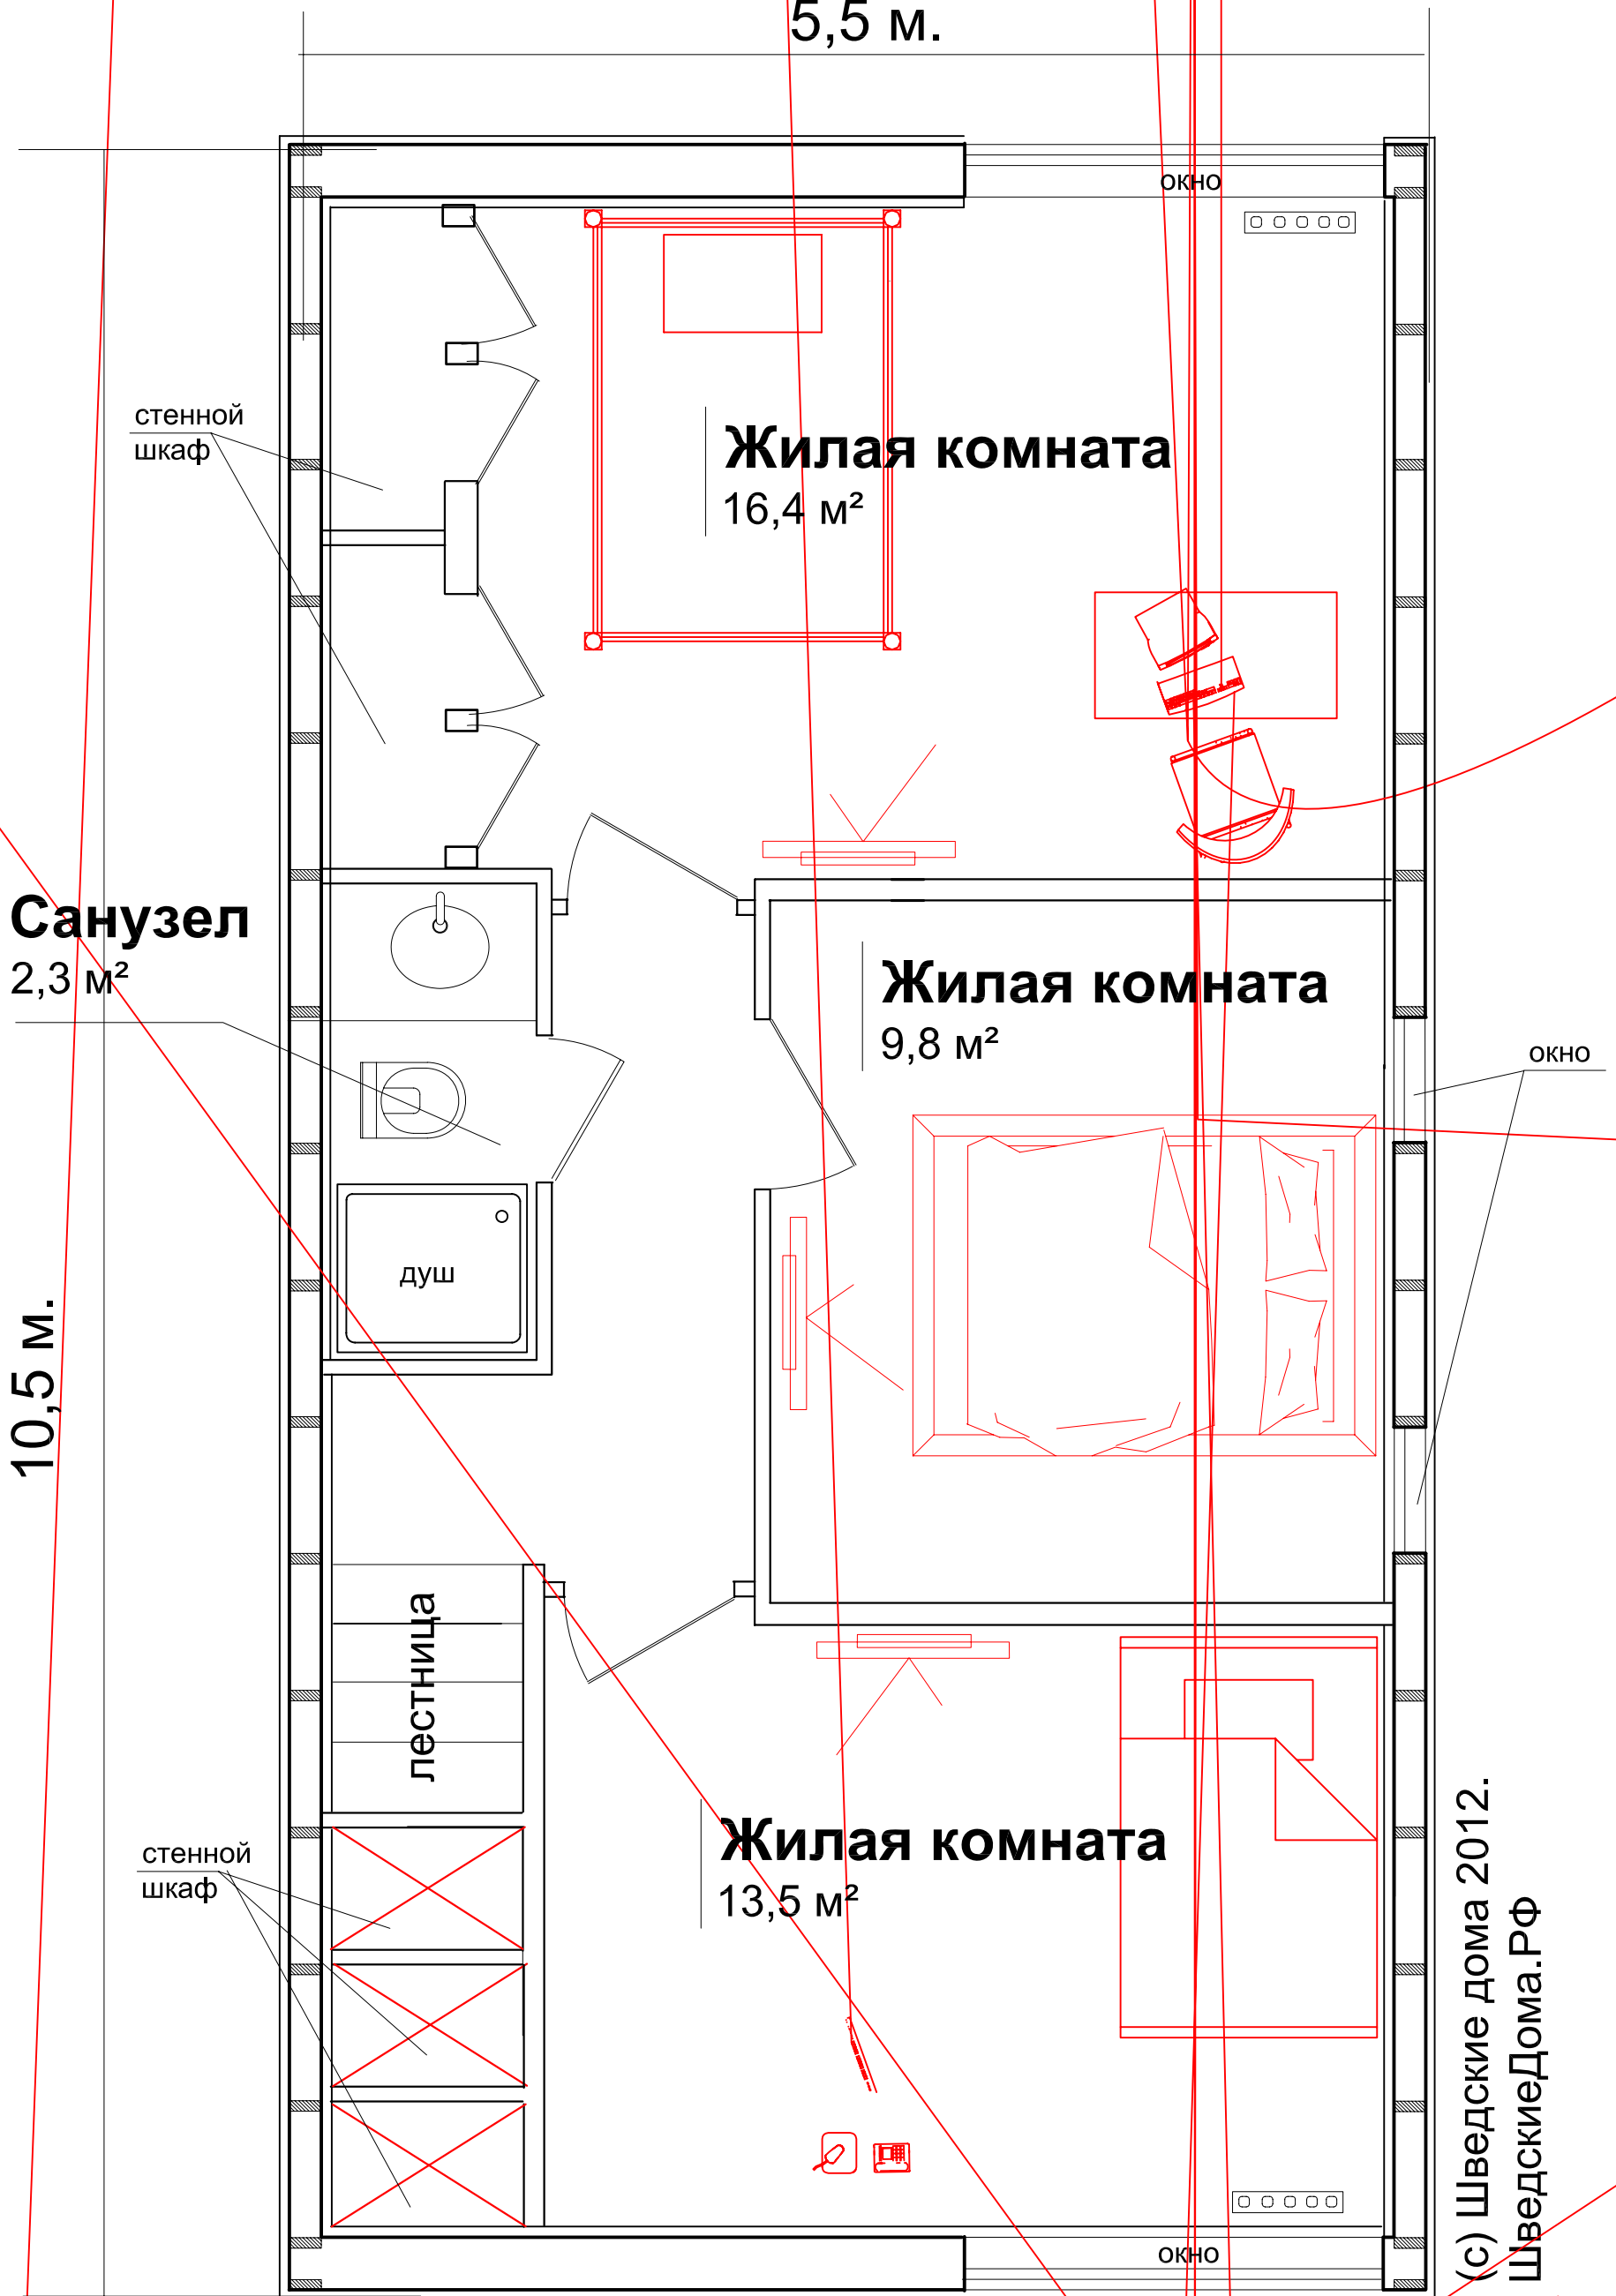 5,5 м.
окно
стенной
шкаф
Жилая комната
16,4 м²
Санузел
2,3 м²
Жилая комната
9,8 м²
окно
душ
10,5 м.
лестница
Жилая комната
13,5 м²
стенной
шкаф
окно
(с) Шведские дома 2012.
ШведскиеДома.РФ